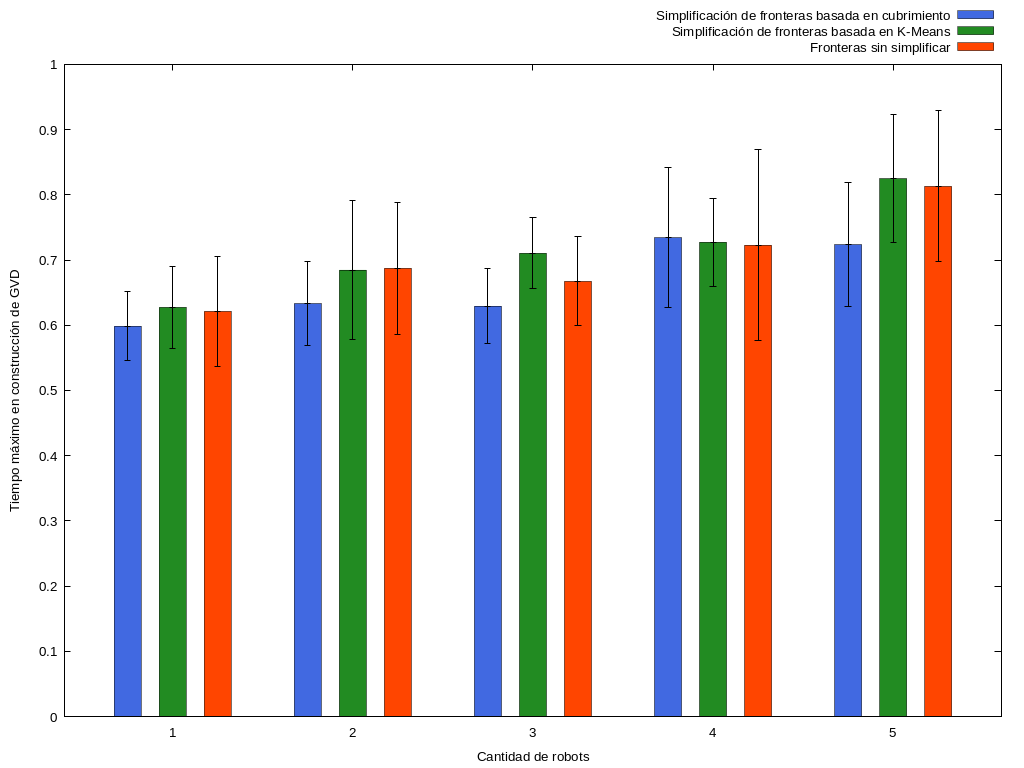 Simplificación de fronteras basada en cubrimiento
Simplificación de fronteras basada en K-Means
Fronteras sin simplificar
1
0.9
0.8
0.7
0.6
0.5
0.4
0.3
0.2
0.1
0
Tiempo máximo en construcción de GVD
1 2 3 4 5
Cantidad de robots